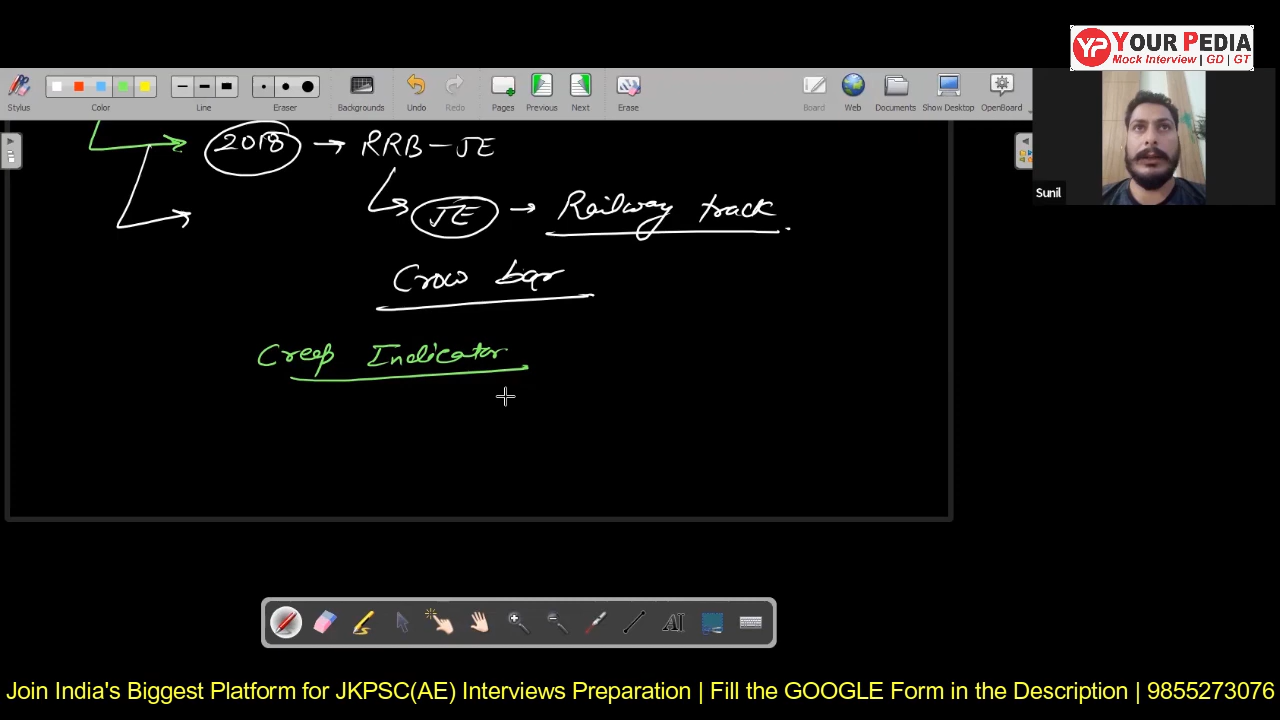 YP YOUR PEDIA
Mock Interview | GD | GT
Stylus Color Line Eraser Backgrounds Undo Redo Pages Previous Next Erase Board Web Documents Show Desktop OpenBoard
2018 → RRB - JE
JE → Railway track.
Crow bar
Creep Indicator
Sunil
AI
Join India's Biggest Platform for JKPSC(AE) Interviews Preparation | Fill the GOOGLE Form in the Description | 9855273076